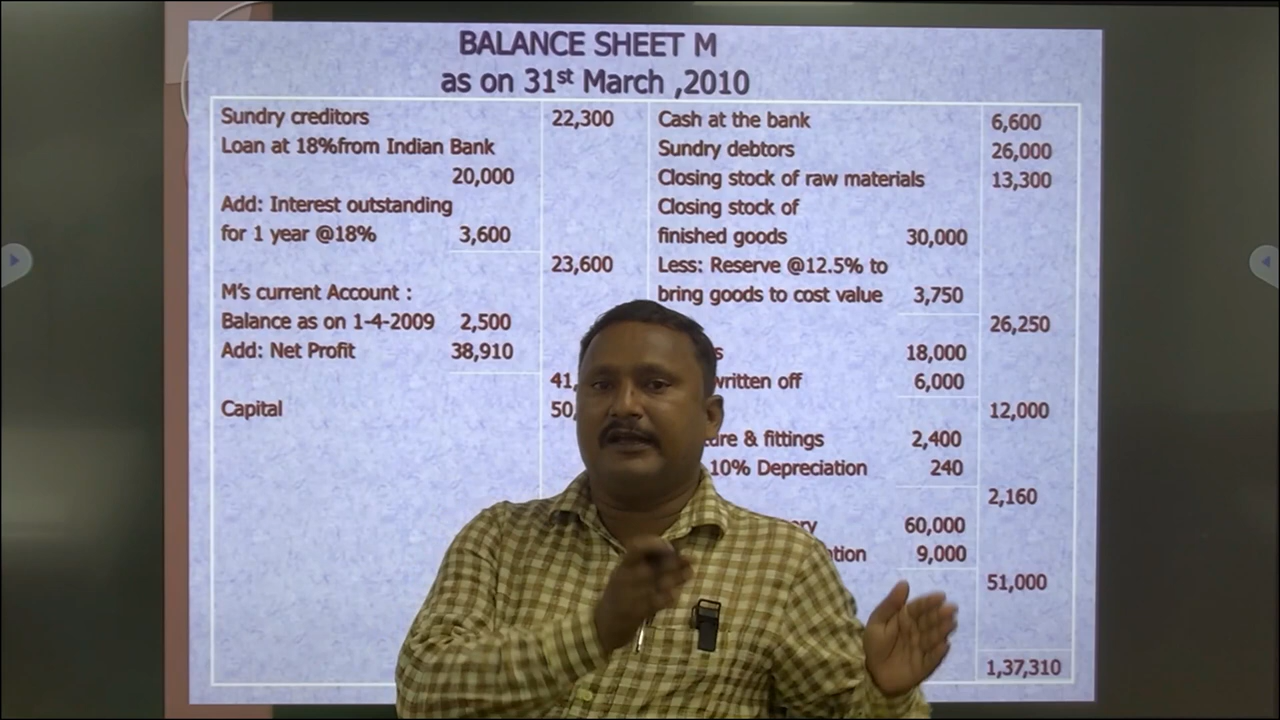 BALANCE SHEET M
as on 31st March ,2010
Sundry creditors 22,300
Loan at 18%from Indian Bank
20,000
Add: Interest outstanding
for 1 year @18% 3,600
23,600
M's current Account :
Balance as on 1-4-2009 2,500
Add: Net Profit 38,910
41,
Capital 50,
Cash at the bank 6,600
Sundry debtors 26,000
Closing stock of raw materials 13,300
Closing stock of
finished goods 30,000
Less: Reserve @12.5% to
bring goods to cost value 3,750
26,250
18,000
written off 6,000
12,000
& fittings 2,400
10% Depreciation 240
2,160
60,000
9,000
51,000
1,37,310